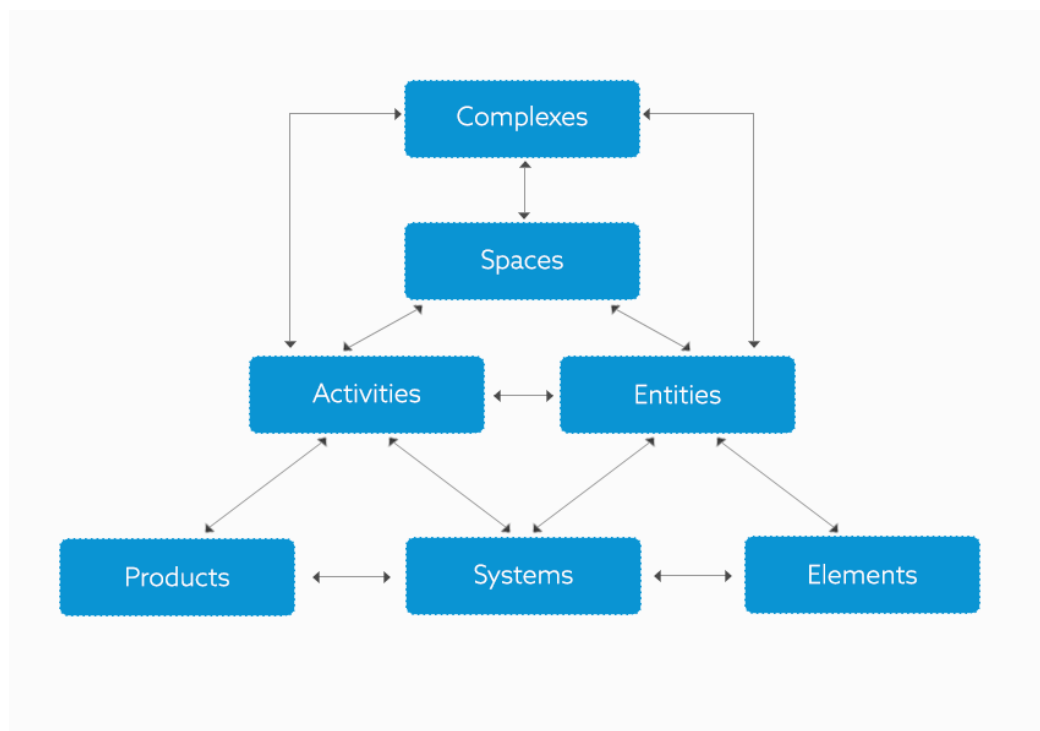 Complexes
Spaces
Activities
Entities
Products
Systems
Elements